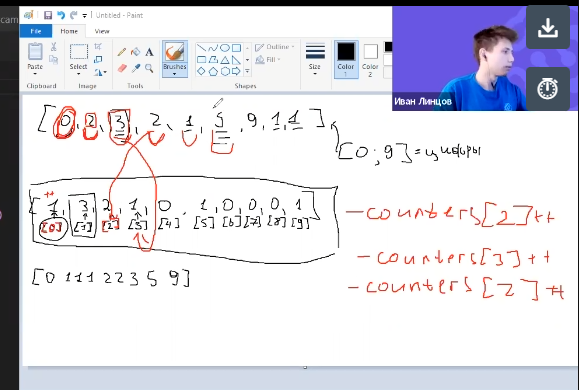 Untitled - Paint
File
Home
View
Paste
Select
Brushes
Shapes
Outline
Fill
Size
Color 1
Color 2
Clipboard
Image
Tools
Shapes
Иван Линцов
[0, 2, 3, 2, 1, 5, 9, 1, 1]
[0; 9] = цифры
++
[1, 3, 2, 1, 0, 1, 0, 0, 0, 1]
[0] [1] [2] [3] [4] [5] [6] [7] [8] [9]
[0 1 1 1 2 2 3 5 9]
- counters[2]++
- counters[3]++
- counters[2]++